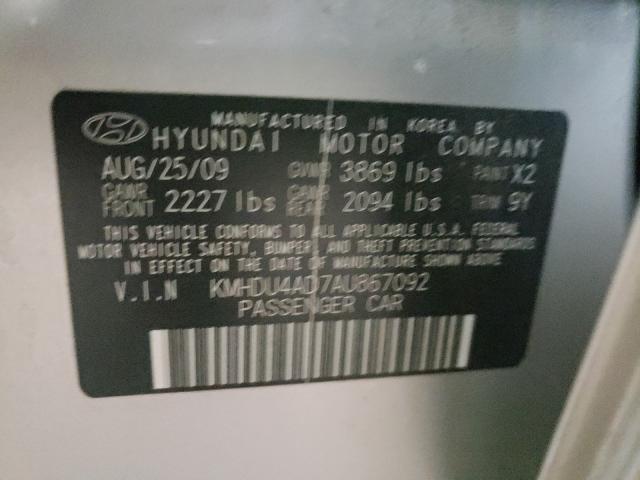 MANUFACTURED IN KOREA BY
HYUNDAI MOTOR COMPANY
AUG/25/09 GVWR 3869 lbs PAINT X2
GAWR FRONT 2227 lbs GAWR REAR 2094 lbs TRIM 9Y
THIS VEHICLE CONFORMS TO ALL APPLICABLE U.S.A. FEDERAL
MOTOR VEHICLE SAFETY, BUMPER, AND THEFT PREVENTION STANDARDS
IN EFFECT ON THE DATE OF MANUFACTURE SHOWN ABOVE.
V.I.N KMHDU4AD7AU867092
PASSENGER CAR